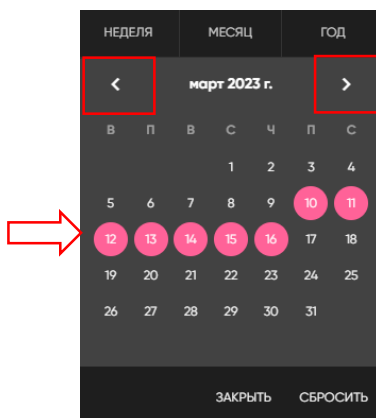 НЕДЕЛЯ МЕСЯЦ ГОД
март 2023 г.
В П В С Ч П С
1 2 3 4
5 6 7 8 9 10 11
12 13 14 15 16 17 18
19 20 21 22 23 24 25
26 27 28 29 30 31
ЗАКРЫТЬ СБРОСИТЬ